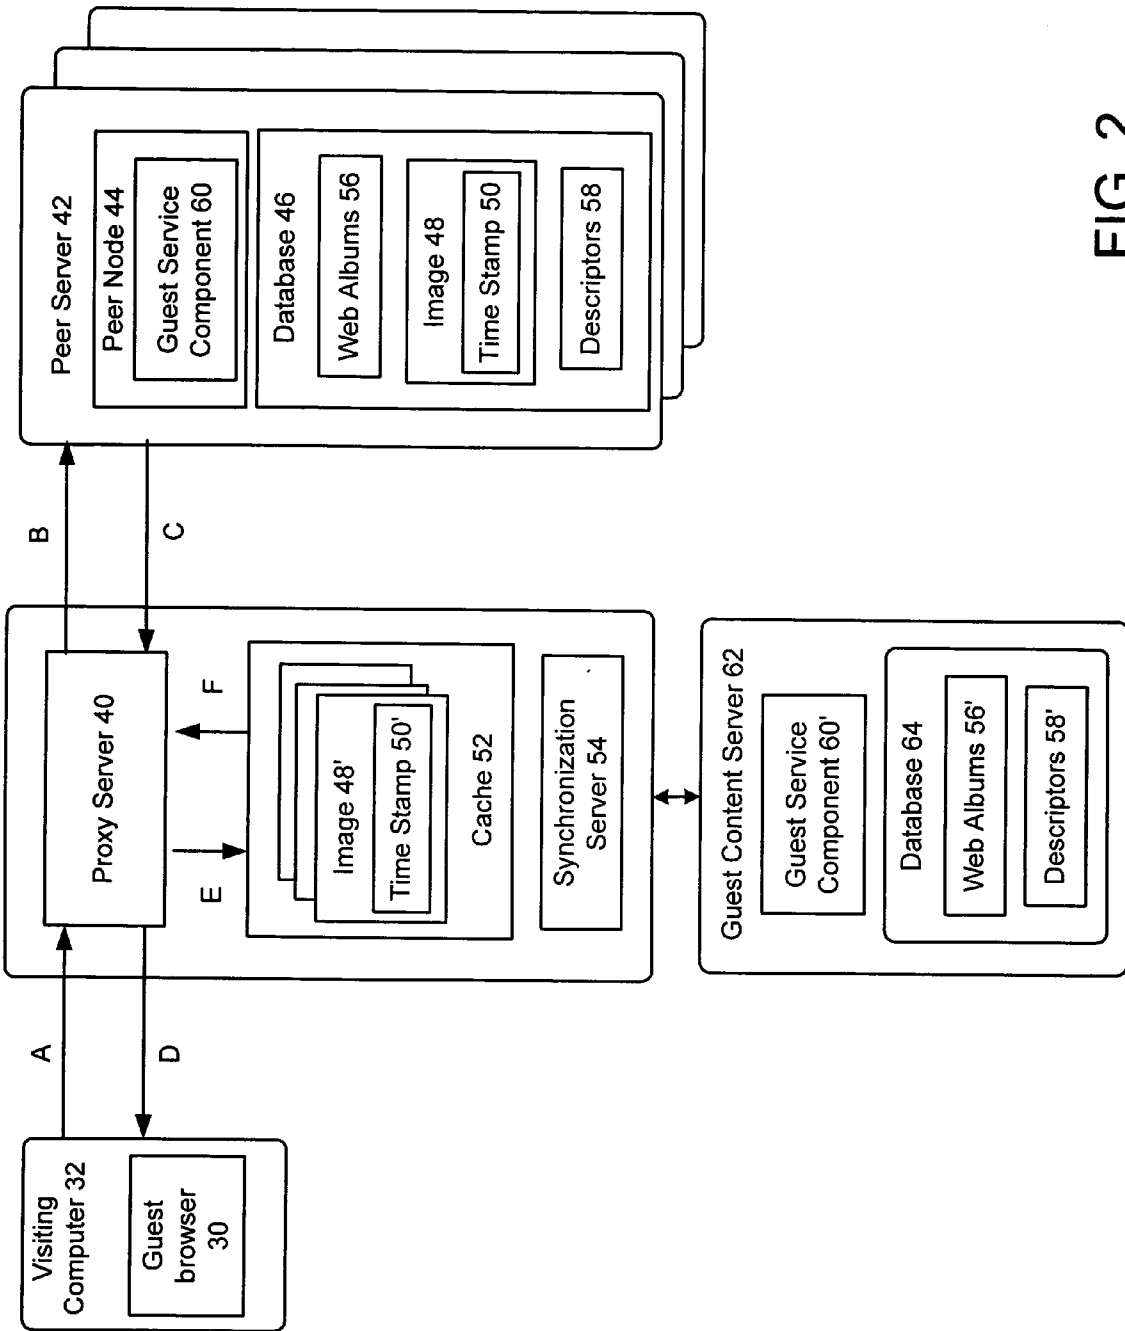 Visiting
Computer 32
Guest
browser
30
A
D
Proxy Server 40
E
F
Image 48'
Time Stamp 50'
Cache 52
Synchronization
Server 54
B
C
Peer Server 42
Peer Node 44
Guest Service
Component 60
Database 46
Web Albums 56
Image 48
Time Stamp 50
Descriptors 58
Guest Content Server 62
Guest Service
Component 60'
Database 64
Web Albums 56'
Descriptors 58'
FIG. 2